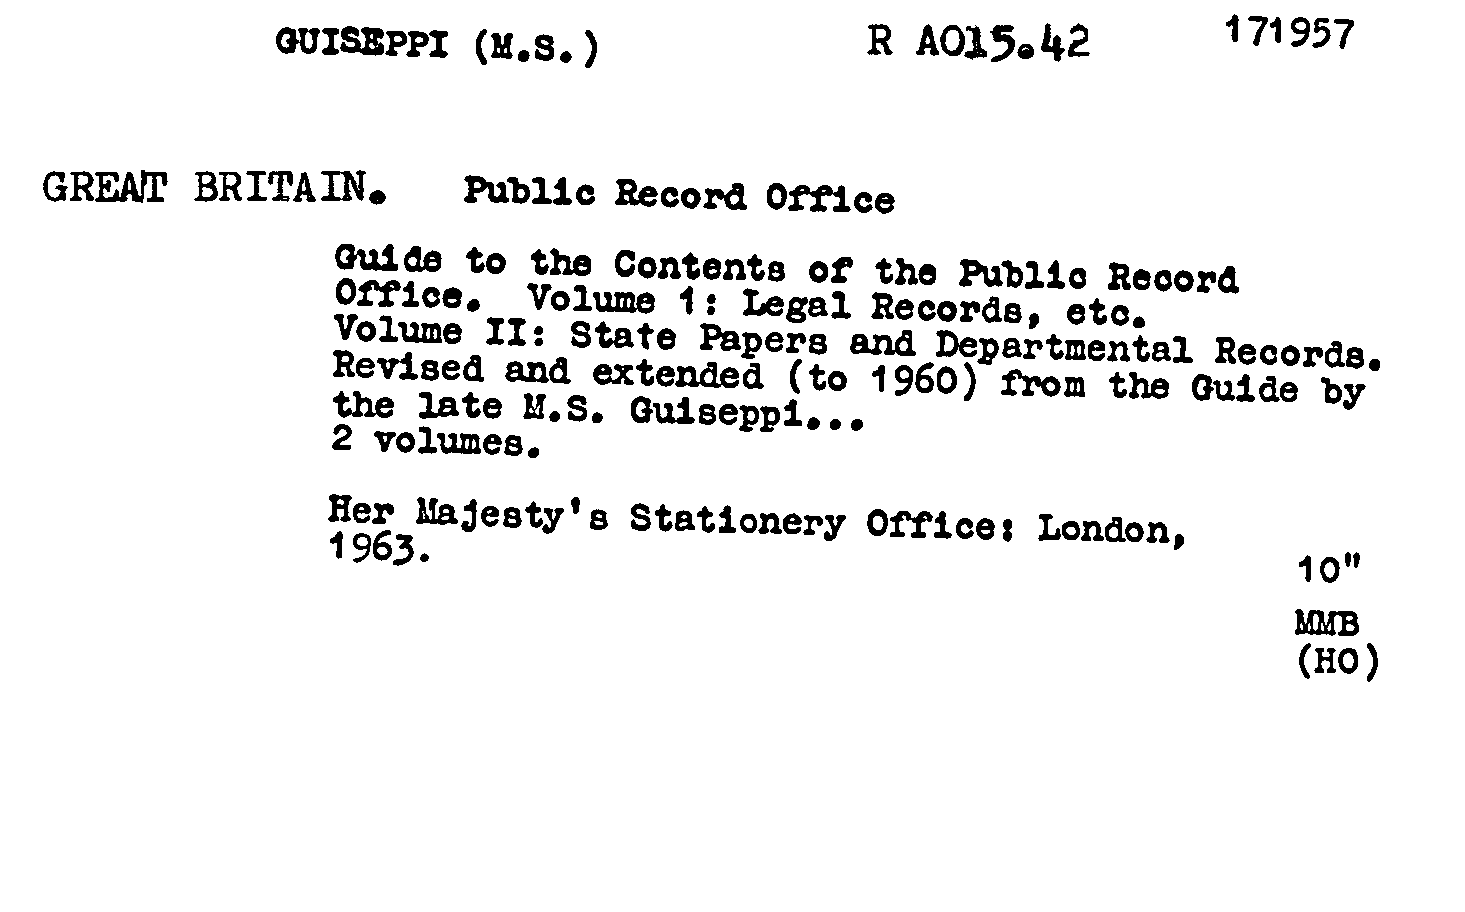 GUISEPPI (M.S.) R A015.42 171957
GREAT BRITAIN. Public Record Office
Guide to the Contents of the Public Record
Office. Volume 1: Legal Records, etc.
Volume II: State Papers and Departmental Records.
Revised and extended (to 1960) from the Guide by
the late M.S. Guiseppi...
2 volumes.
Her Majesty's Stationery Office: London,
1963.
10"
MMB
(HO)